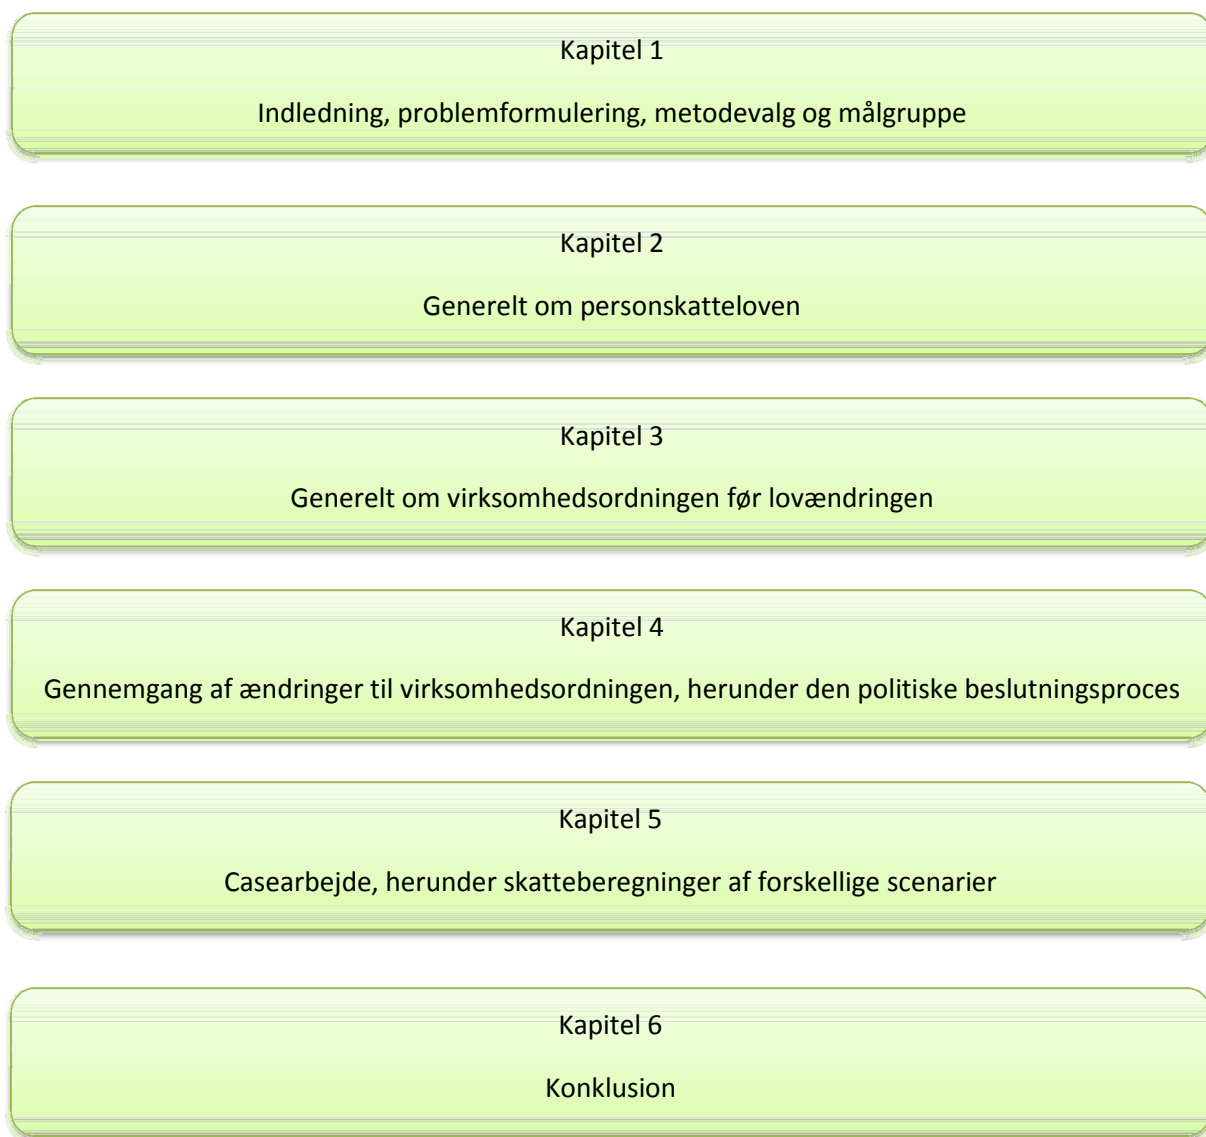 Kapitel 1
Indledning, problemformulering, metodevalg og målgruppe
Kapitel 2
Generelt om personskatteloven
Kapitel 3
Generelt om virksomhedsordningen før lovændringen
Kapitel 4
Gennemgang af ændringer til virksomhedsordningen, herunder den politiske beslutningsproces
Kapitel 5
Casearbejde, herunder skatteberegninger af forskellige scenarier
Kapitel 6
Konklusion